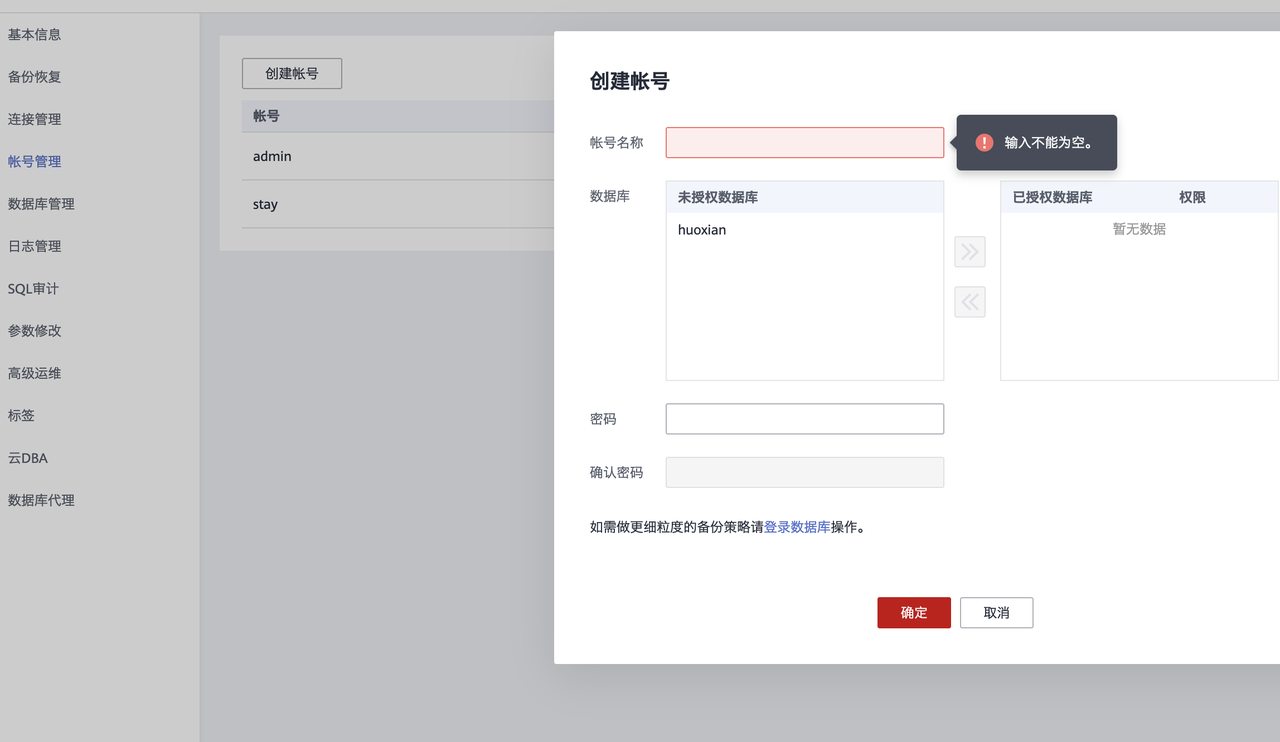 基本信息
备份恢复
连接管理
帐号管理
数据库管理
日志管理
SQL审计
参数修改
高级运维
标签
云DBA
数据库代理
创建帐号
帐号
admin
stay
创建帐号
帐号名称
输入不能为空。
数据库
未授权数据库
huoxian
已授权数据库 权限
暂无数据
密码
确认密码
如需做更细粒度的备份策略请登录数据库操作。
确定 取消